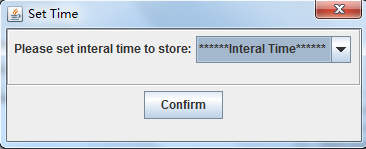 Set Time
Please set interal time to store: ******Interal Time******
Confirm